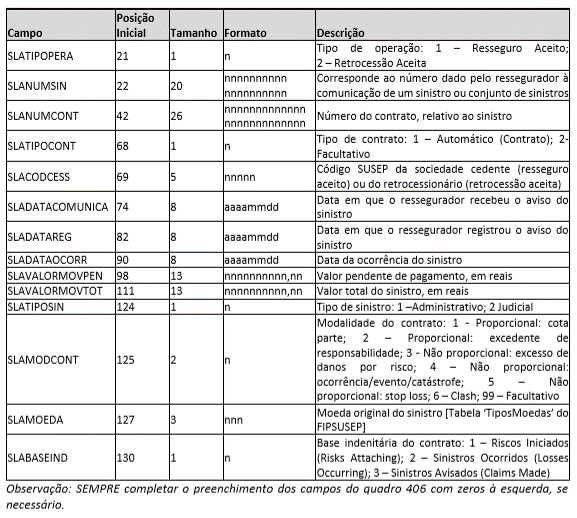 Campo Posição Inicial Tamanho Formato Descrição
SLATIPOPERA 21 1 n Tipo de operação: 1 – Resseguro Aceito;
2 – Retrocessão Aceita
SLANUMSIN 22 20 nnnnnnnnnn nnnnnnnnnn Corresponde ao número dado pelo ressegurador à
comunicação de um sinistro ou conjunto de sinistros
SLANUMCONT 42 26 nnnnnnnnnnnnn nnnnnnnnnnnnn Número do contrato, relativo ao sinistro
SLATIPOCONT 68 1 n Tipo de contrato: 1 – Automático (Contrato); 2-
Facultativo
SLACODCESS 69 5 nnnnn Código SUSEP da sociedade cedente (resseguro
aceito) ou do retrocessionário (retrocessão aceita)
SLADATACOMUNICA 74 8 aaaammdd Data em que o ressegurador recebeu o aviso do
sinistro
SLADATAREG 82 8 aaaammdd Data em que o ressegurador registrou o aviso do
sinistro
SLADATAOCORR 90 8 aaaammdd Data da ocorrência do sinistro
SLAVALORMOVPEN 98 13 nnnnnnnnnn,nn Valor pendente de pagamento, em reais
SLAVALORMOVTOT 111 13 nnnnnnnnnn,nn Valor total do sinistro, em reais
SLATIPOSIN 124 1 n Tipo de sinistro: 1 –Administrativo; 2 Judicial
SLAMODCONT 125 2 n Modalidade do contrato: 1 - Proporcional: cota
parte; 2 – Proporcional: excedente de
responsabilidade; 3 - Não proporcional: excesso de
danos por risco; 4 – Não proporcional:
ocorrência/evento/catástrofe; 5 – Não
proporcional: stop loss; 6 – Clash; 99 – Facultativo
SLAMOEDA 127 3 nnn Moeda original do sinistro [Tabela ‘TiposMoedas’ do
FIPSUSEP]
SLABASEIND 130 1 n Base indenitária do contrato: 1 – Riscos Iniciados
(Risks Attaching); 2 – Sinistros Ocorridos (Losses
Occurring); 3 – Sinistros Avisados (Claims Made)
Observação: SEMPRE completar o preenchimento dos campos do quadro 406 com zeros à esquerda, se
necessário.